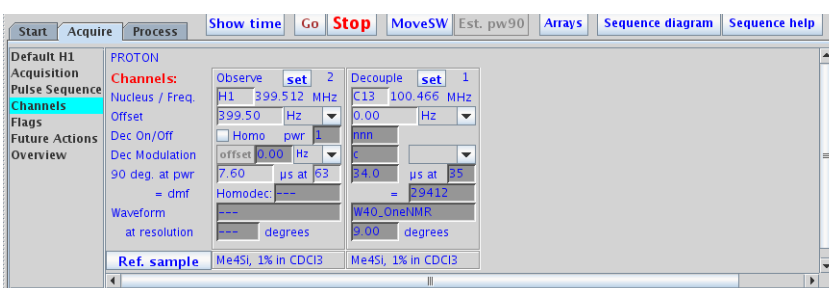 Start Acquire Process Show time Go Stop MoveSW Est. pw90 Arrays Sequence diagram Sequence help
Default H1
Acquisition
Pulse Sequence
Channels
Flags
Future Actions
Overview
PROTON
Channels: Observe set 2 Decouple set 1
Nucleus / Freq. H1 399.512 MHz C13 100.466 MHz
Offset 399.50 Hz 0.00 Hz
Dec On/Off Homo pwr 1 nnn
Dec Modulation offset 0.00 Hz c
90 deg. at pwr 7.60 µs at 63 34.0 µs at 35
= dmf Homodec: --- = 29412
Waveform --- W40_OneNMR
at resolution --- degrees 9.00 degrees
Ref. sample Me4Si, 1% in CDCl3 Me4Si, 1% in CDCl3